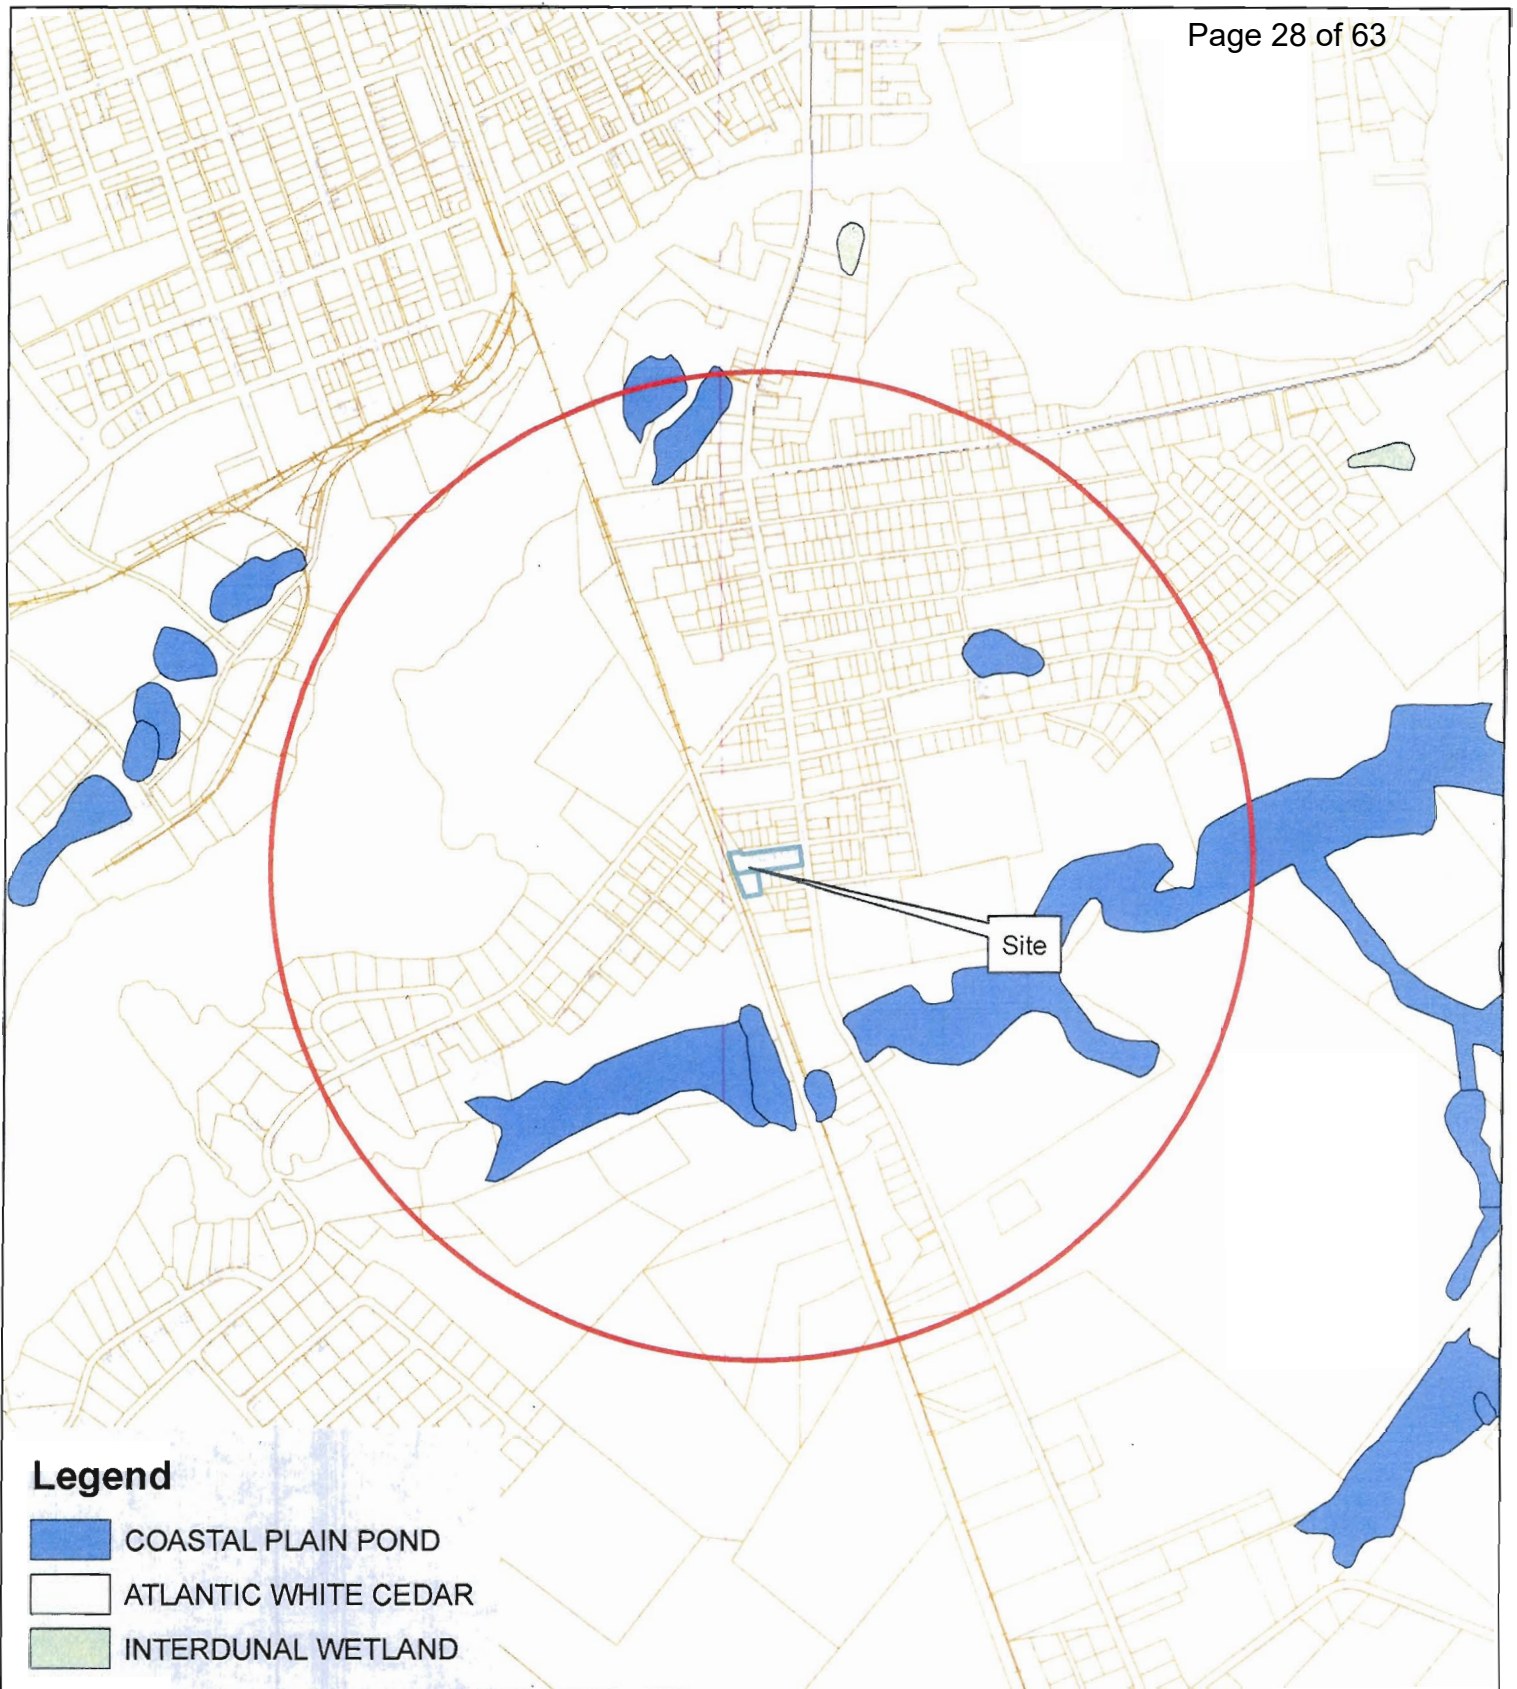 Page 28 of 63
Site
Legend
COASTAL PLAIN POND
ATLANTIC WHITE CEDAR
INTERDUNAL WETLAND